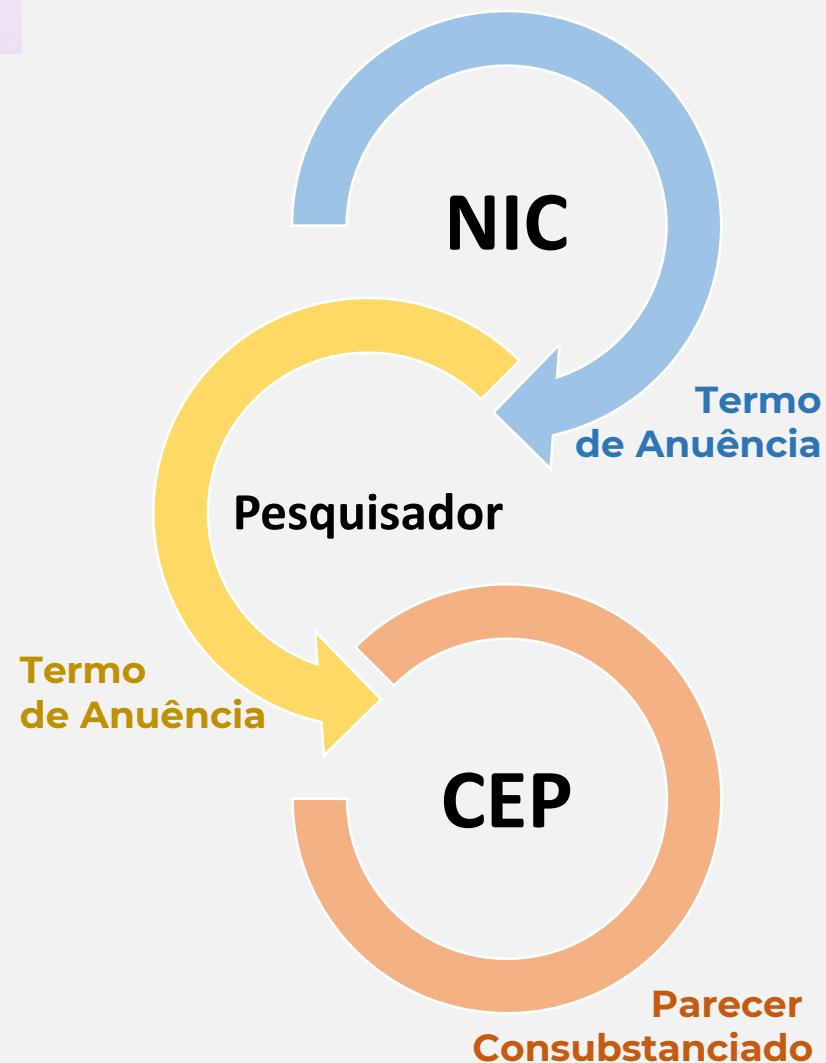 NIC
Termo
de Anuência
Pesquisador
Termo
de Anuência
CEP
Parecer
Consubstanciado